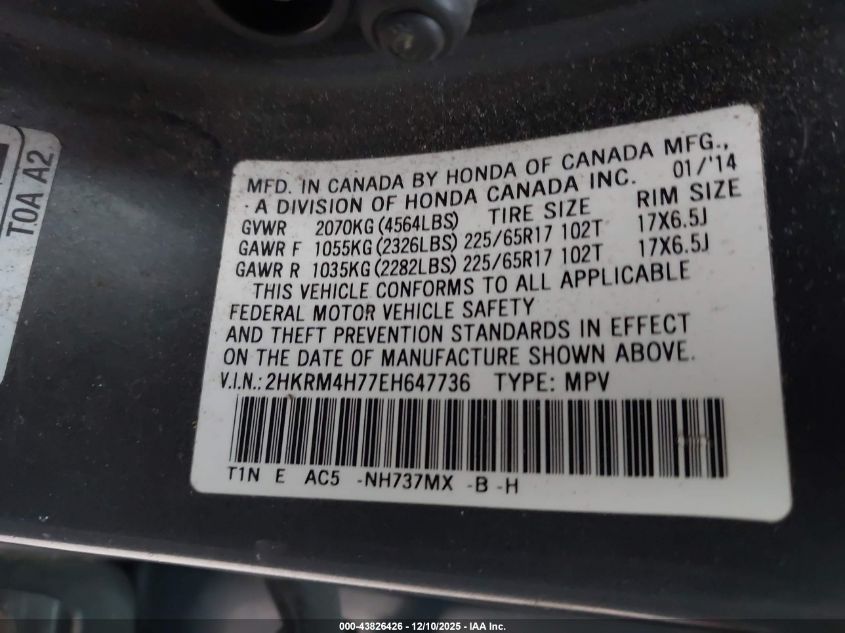 T0A A2
MFD. IN CANADA BY HONDA OF CANADA MFG.,
A DIVISION OF HONDA CANADA INC. 01/'14
GVWR 2070KG (4564LBS) TIRE SIZE RIM SIZE
GAWR F 1055KG (2326LBS) 225/65R17 102T 17X6.5J
GAWR R 1035KG (2282LBS) 225/65R17 102T 17X6.5J
THIS VEHICLE CONFORMS TO ALL APPLICABLE
FEDERAL MOTOR VEHICLE SAFETY
AND THEFT PREVENTION STANDARDS IN EFFECT
ON THE DATE OF MANUFACTURE SHOWN ABOVE.
V.I.N.: 2HKRM4H77EH647736 TYPE: MPV
T1N E AC5 -NH737MX -B -H
000-43826426 - 12/10/2025 - IAA Inc.